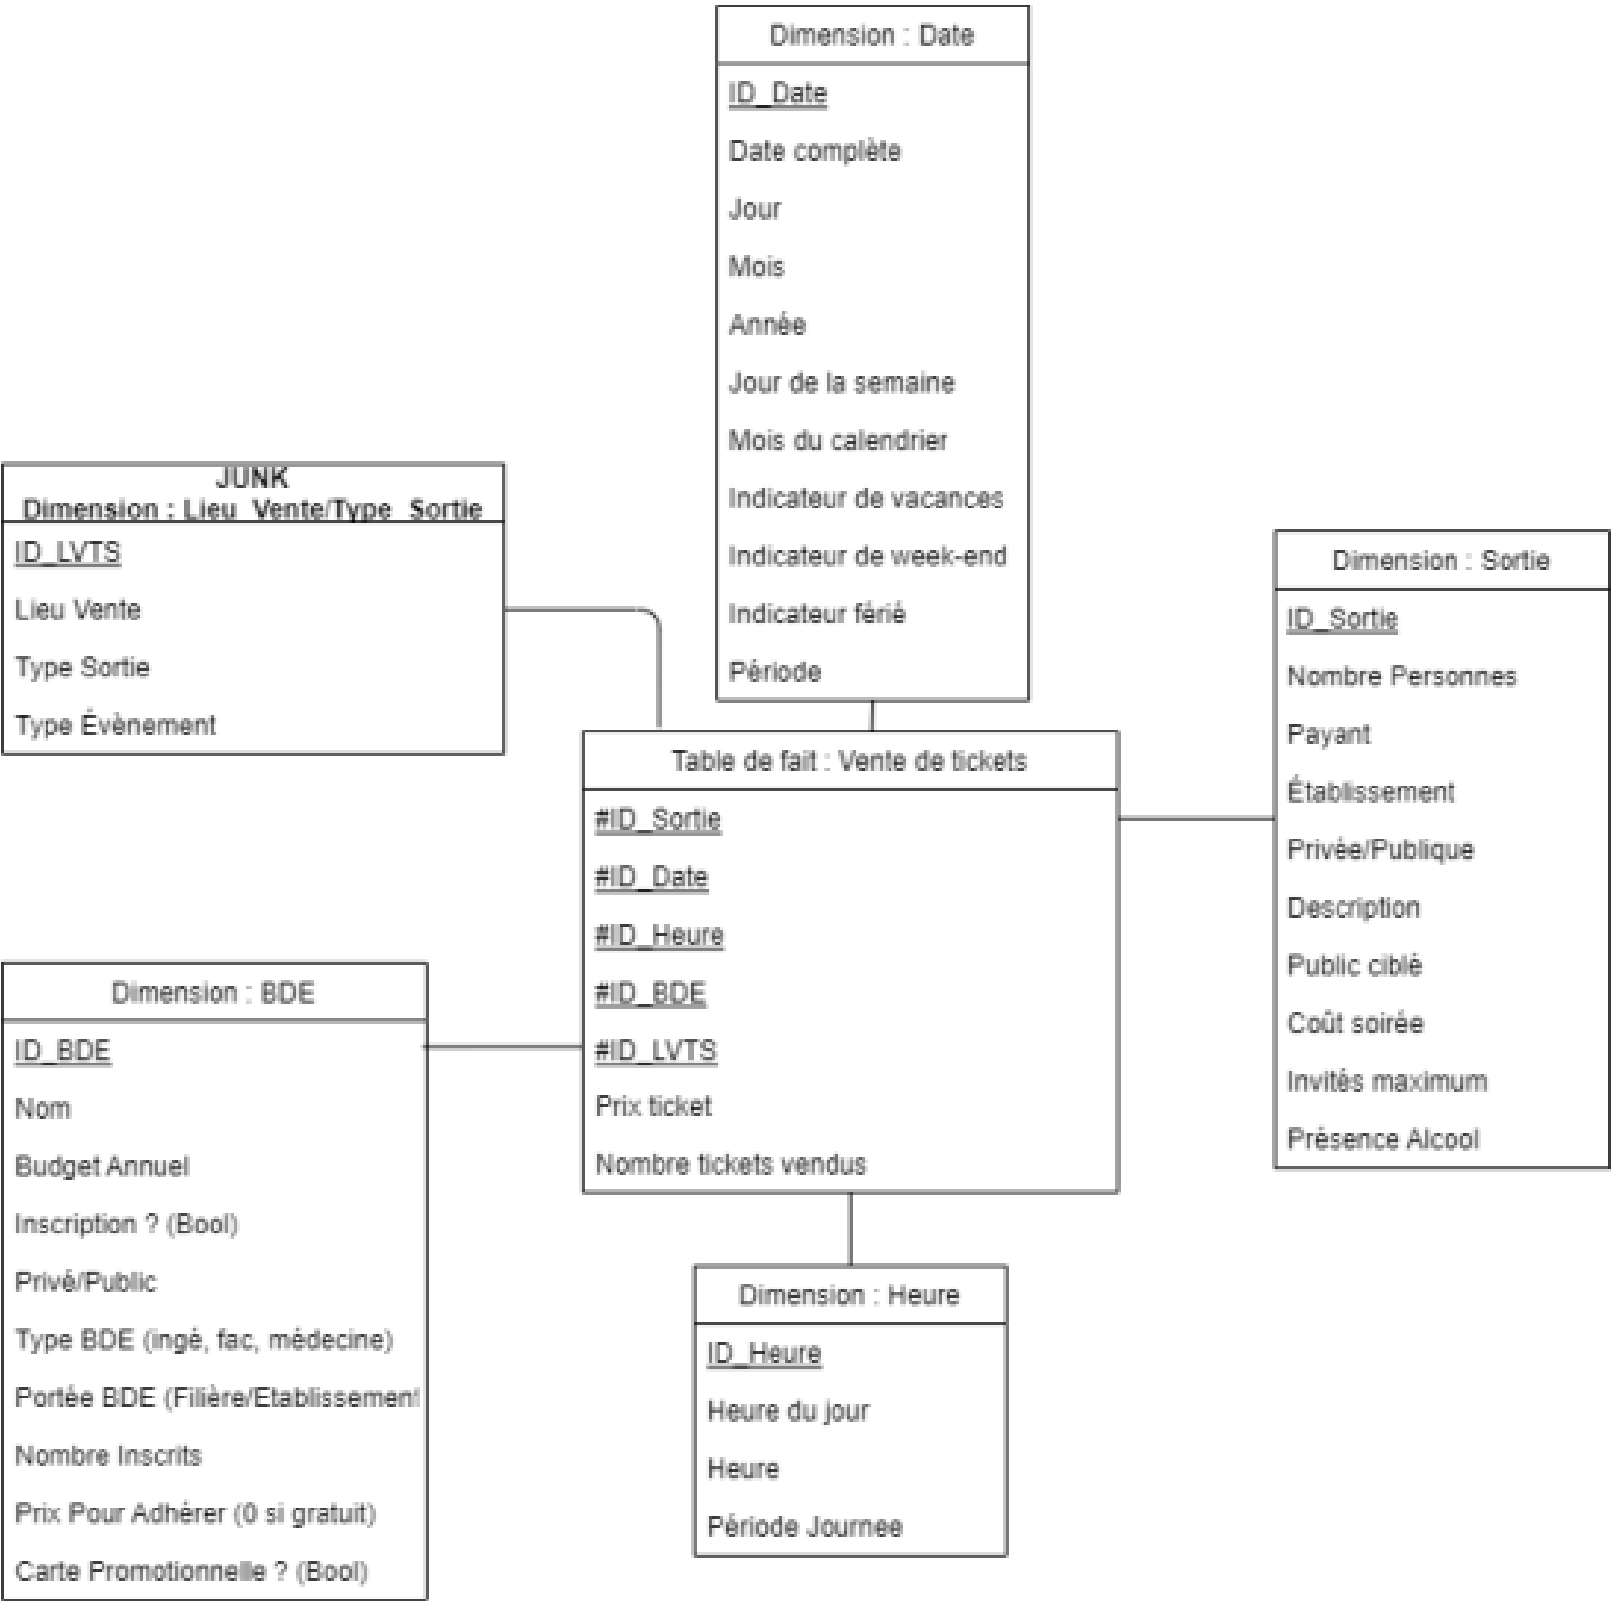 Dimension : Date
ID_Date
Date complète
Jour
Mois
Année
Jour de la semaine
Mois du calendrier
Indicateur de vacances
Indicateur de week-end
Indicateur férié
Période
JUNK
Dimension : Lieu_Vente/Type_Sortie
ID_LVTS
Lieu Vente
Type Sortie
Type Évènement
Dimension : Sortie
ID_Sortie
Nombre Personnes
Payant
Établissement
Privée/Publique
Description
Public ciblé
Coût soirée
Invités maximum
Présence Alcool
Table de fait : Vente de tickets
#ID_Sortie
#ID_Date
#ID_Heure
#ID_BDE
#ID_LVTS
Prix ticket
Nombre tickets vendus
Dimension : BDE
ID_BDE
Nom
Budget Annuel
Inscription ? (Bool)
Privé/Public
Type BDE (ingé, fac, médecine)
Portée BDE (Filière/Etablissement
Nombre Inscrits
Prix Pour Adhérer (0 si gratuit)
Carte Promotionnelle ? (Bool)
Dimension : Heure
ID_Heure
Heure du jour
Heure
Période Journee